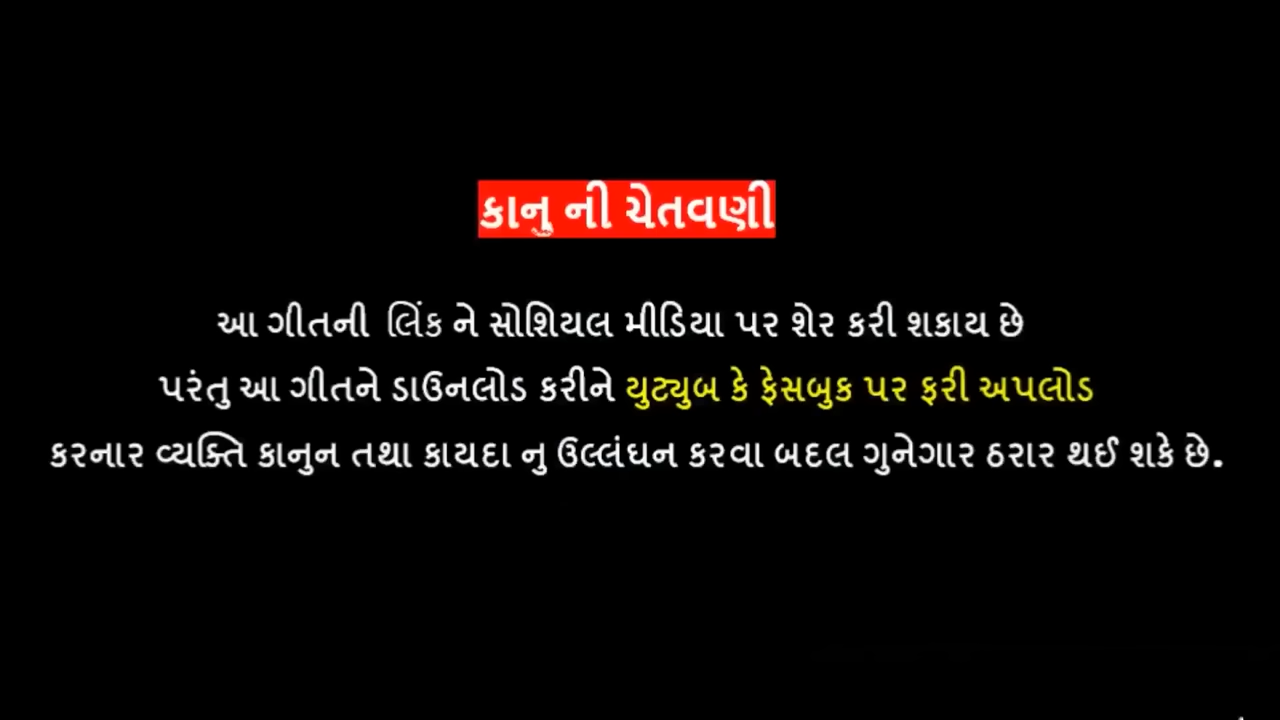 કાનુ ની ચેતવણી
આ ગીતની લિંક ને સોશિયલ મીડિયા પર શેર કરી શકાય છે
પરંતુ આ ગીતને ડાઉનલોડ કરીને યુટ્યુબ કે ફેસબુક પર ફરી અપલોડ
કરનાર વ્યક્તિ કાનુન તથા કાયદા નુ ઉલ્લંઘન કરવા બદલ ગુનેગાર ઠરાર થઈ શકે છે.